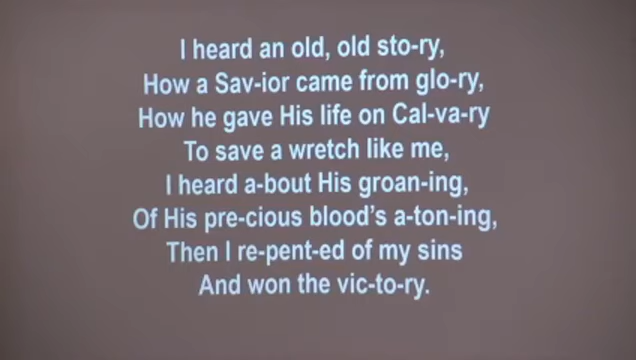 I heard an old, old sto-ry,
How a Sav-ior came from glo-ry,
How he gave His life on Cal-va-ry
To save a wretch like me,
I heard a-bout His groan-ing,
Of His pre-cious blood's a-ton-ing,
Then I re-pent-ed of my sins
And won the vic-to-ry.